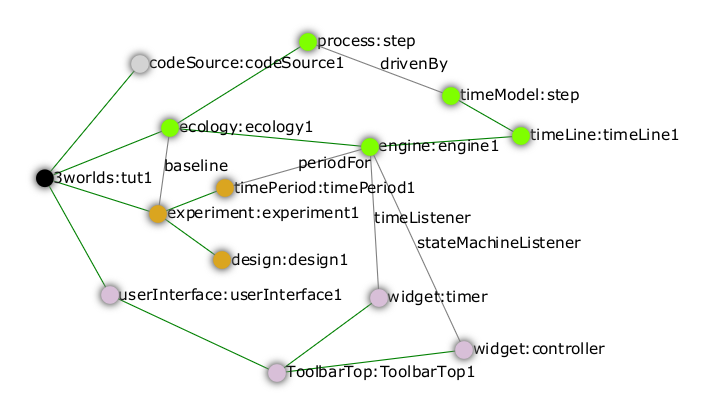 process:step
codeSource:codeSource1
drivenBy
timeModel:step
ecology:ecology1
timeLine:timeLine1
engine:engine1
baseline
periodFor
3worlds:tut1
timePeriod:timePeriod1
experiment:experiment1
timeListener
stateMachineListener
design:design1
userInterface:userInterface1
widget:timer
widget:controller
ToolbarTop:ToolbarTop1